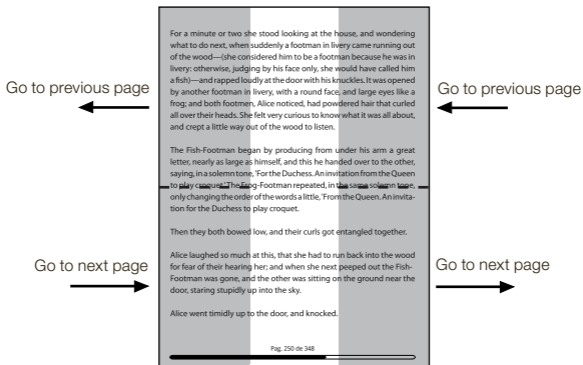 For a minute or two she stood looking at the house, and wondering
what to do next, when suddenly a footman in livery came running out
of the wood—(she considered him to be a footman because he was in
livery: otherwise, judging by his face only, she would have called him
a fish)—and rapped loudly at the door with his knuckles. It was opened
by another footman in livery, with a round face, and large eyes like a
frog; and both footmen, Alice noticed, had powdered hair that curled
all over their heads. She felt very curious to know what it was all about,
and crept a little way out of the wood to listen.
The Fish-Footman began by producing from under his arm a great
letter, nearly as large as himself, and this he handed over to the other,
saying, in a solemn tone, 'For the Duchess. An invitation from the Queen
to play croquet.' The Frog-Footman repeated, in the same solemn tone,
only changing the order of the words a little, 'From the Queen. An invita-
tion for the Duchess to play croquet.
Then they both bowed low, and their curls got entangled together.
Alice laughed so much at this, that she had to run back into the wood
for fear of their hearing her; and when she next peeped out the Fish-
Footman was gone, and the other was sitting on the ground near the
door, staring stupidly up into the sky.
Alice went timidly up to the door, and knocked.
Pag. 250 de 348
Go to previous page
Go to previous page
Go to next page
Go to next page